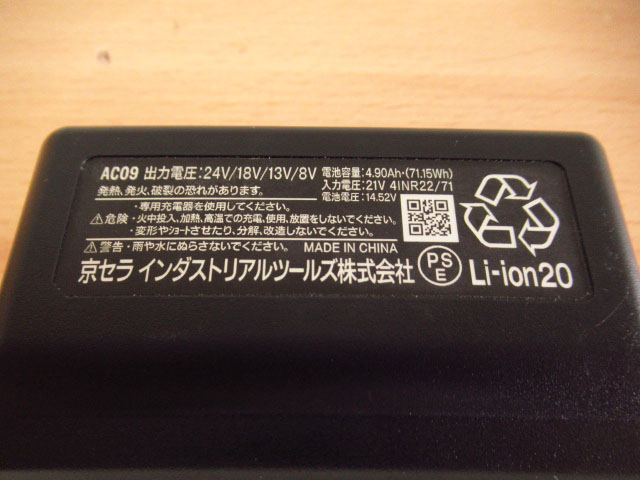 AC09 出力電圧:24V/18V/13V/8V
電池容量:4.90Ah・(71.15Wh)
入力電圧:21V 4INR22/71
電池電圧:14.52V
発熱、発火、破裂の恐れがあります。
・専用充電器を使用してください。
⚠危険・火中投入、加熱、高温での充電、使用、放置をしないでください。
・変形やショートさせたり、分解、改造しないでください。
⚠警告・雨や水にぬらさないでください。 MADE IN CHINA
京セラ インダストリアルツールズ株式会社
PS
E
Li-ion20